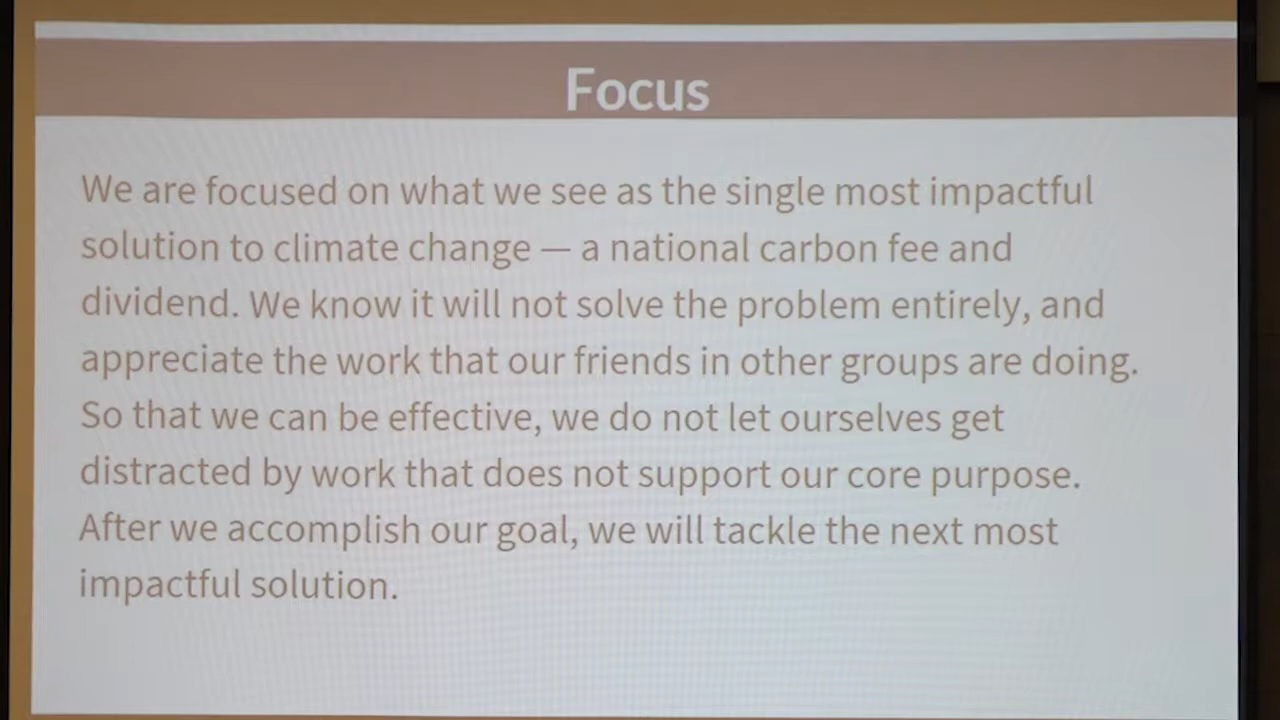 Focus
We are focused on what we see as the single most impactful
solution to climate change — a national carbon fee and
dividend. We know it will not solve the problem entirely, and
appreciate the work that our friends in other groups are doing.
So that we can be effective, we do not let ourselves get
distracted by work that does not support our core purpose.
After we accomplish our goal, we will tackle the next most
impactful solution.